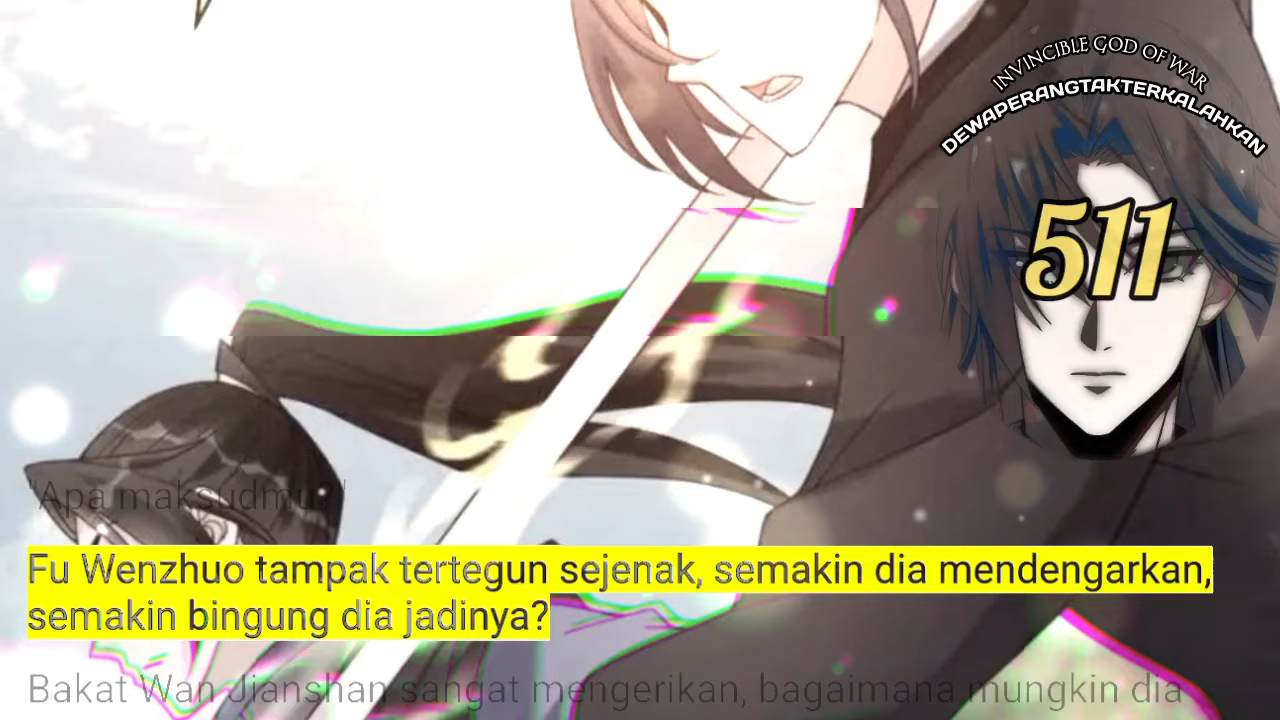 INVINCIBLE GOD OF WAR
DEWAPERANGTAKTERKALAHKAN
511
"Apa maksudmu?"
Fu Wenzhuo tampak tertegun sejenak, semakin dia mendengarkan,
semakin bingung dia jadinya?
Bakat Wan Jianshan sangat mengerikan, bagaimana mungkin dia